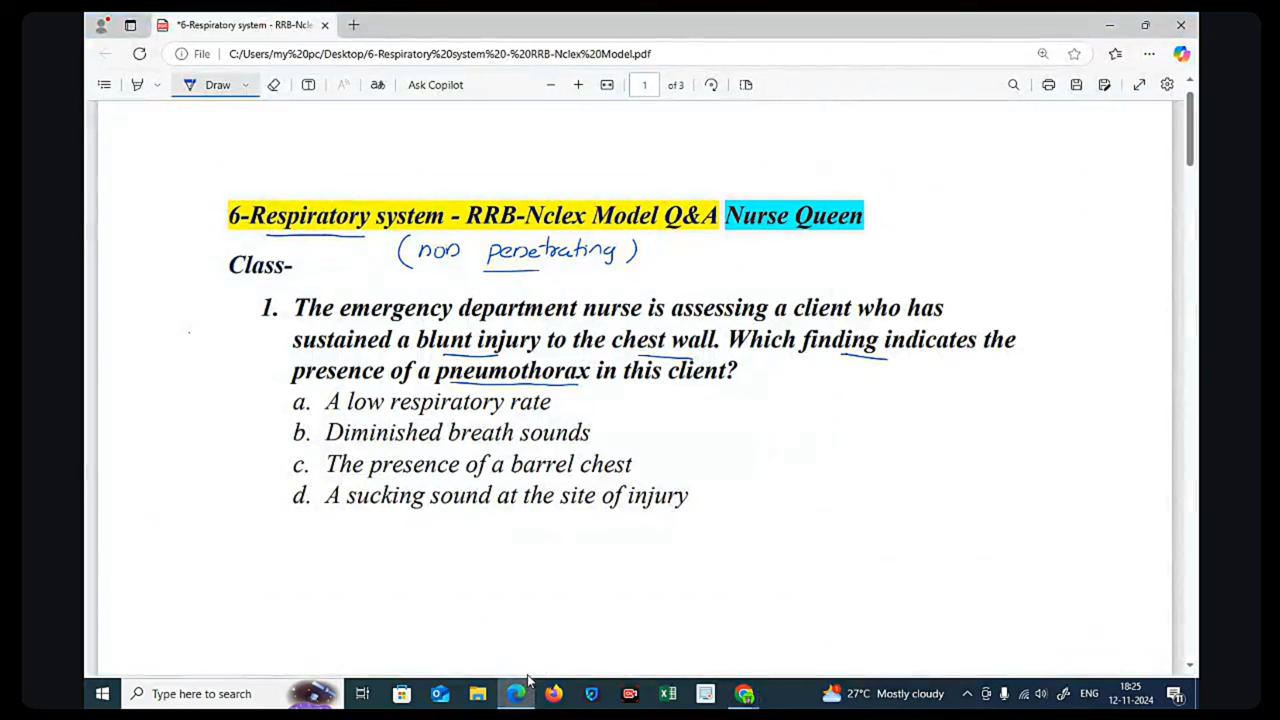 *6-Respiratory system - RRB-Ncle
File
C:/Users/my%20pc/Desktop/6-Respiratory%20system%20-%20RRB-Nclex%20Model.pdf
Draw
Ask Copilot
1 of 3
6-Respiratory system - RRB-Nclex Model Q&A Nurse Queen
(non penetrating)
Class-
1. The emergency department nurse is assessing a client who has
sustained a blunt injury to the chest wall. Which finding indicates the
presence of a pneumothorax in this client?
a. A low respiratory rate
b. Diminished breath sounds
c. The presence of a barrel chest
d. A sucking sound at the site of injury
Type here to search
27°C Mostly cloudy
ENG
18:25
12-11-2024